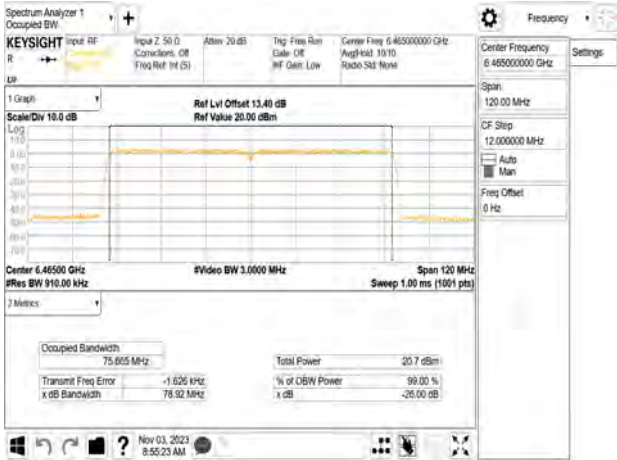 Spectrum Analyzer 1
Occupied BW
+
Frequency
KEYSIGHT Input: RF
R
Input Z: 50 Ω
Corrections: Off
Freq Ref: Int (S)
Atten: 20 dB
Trig: Free Run
Gate: Off
#IF Gain: Low
Center Freq: 6.465000000 GHz
Avg|Hold: 10/10
Radio Std: None
Center Frequency
6.465000000 GHz
Settings
Span
120.00 MHz
CF Step
12.000000 MHz
Auto
Man
Freq Offset
0 Hz
1 Graph
Scale/Div 10.0 dB
Ref Lvl Offset 13.40 dB
Ref Value 20.00 dBm
Log
10.0
0.00
Center 6.46500 GHz
#Res BW 910.00 kHz
#Video BW 3.0000 MHz
Span 120 MHz
Sweep 1.00 ms (1001 pts)
2 Metrics
Occupied Bandwidth
75.665 MHz
Total Power 20.7 dBm
Transmit Freq Error -1.626 kHz
% of OBW Power 99.00 %
x dB Bandwidth 78.92 MHz
x dB -26.00 dB
?
Nov 03, 2023
8:55:23 AM